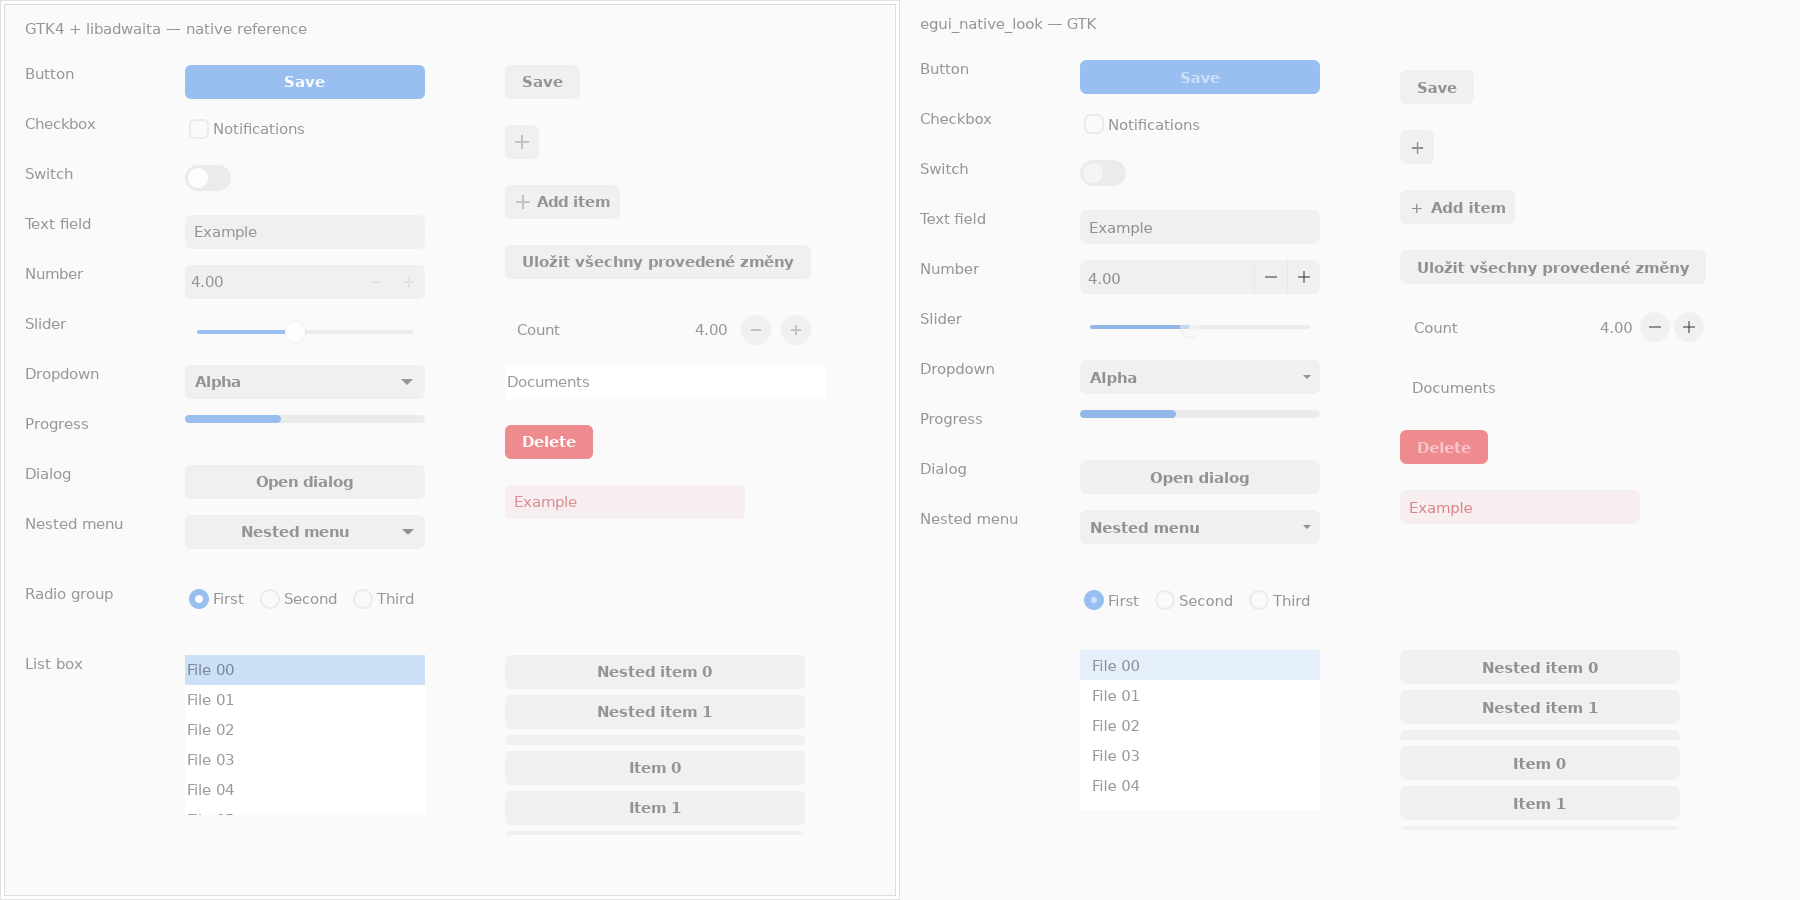 GTK4 + libadwaita — native reference
Button
Save
Checkbox
Notifications
Switch
Text field
Example
Number
4.00
Slider
Dropdown
Alpha
Progress
Dialog
Open dialog
Nested menu
Nested menu
Radio group
First
Second
Third
List box
File 00
File 01
File 02
File 03
File 04
Save
Add item
Uložit všechny provedené změny
Count
4.00
Documents
Delete
Example
Nested item 0
Nested item 1
Item 0
Item 1
egui_native_look — GTK
Button
Save
Checkbox
Notifications
Switch
Text field
Example
Number
4.00
Slider
Dropdown
Alpha
Progress
Dialog
Open dialog
Nested menu
Nested menu
First
Second
Third
File 00
File 01
File 02
File 03
File 04
Save
+
+ Add item
Uložit všechny provedené změny
Count
4.00
Documents
Delete
Example
Nested item 0
Nested item 1
Item 0
Item 1